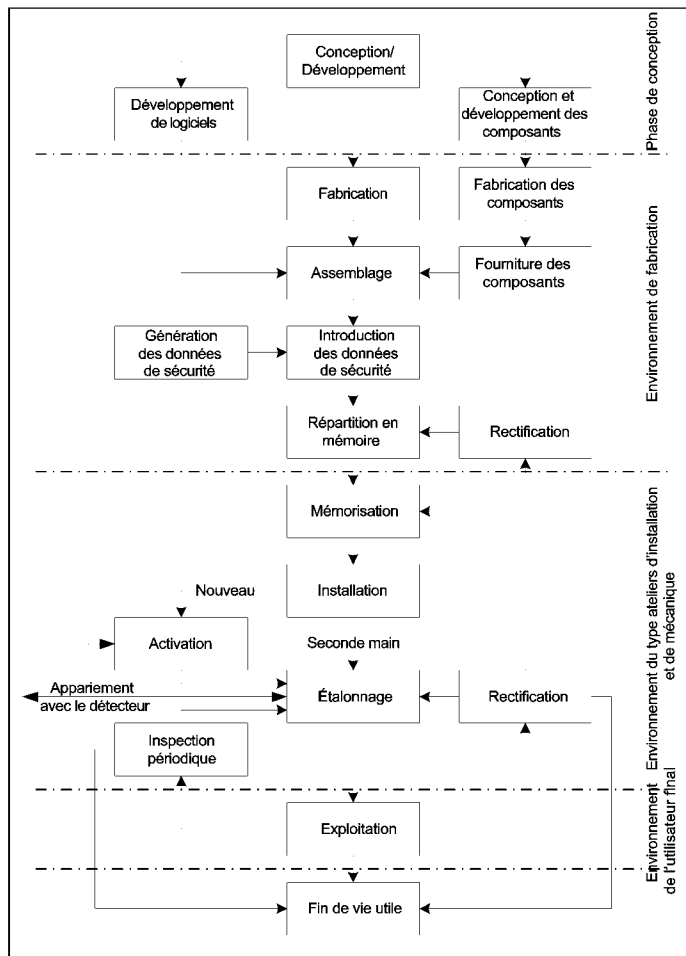 Conception/
Développement
Développement
de logiciels
Conception et
développement des
composants
Phase de conception
Fabrication
Fabrication des
composants
Assemblage
Fourniture des
composants
Génération
des données
de sécurité
Introduction
des données
de sécurité
Répartition en
mémoire
Rectification
Environnement de fabrication
Mémorisation
Installation
Nouveau
Activation
Seconde main
Appariement
avec le détecteur
Étalonnage
Rectification
Inspection
périodique
Environnement du type ateliers d'installation
et de mécanique
Exploitation
Environnement
de l'utilisateur final
Fin de vie utile